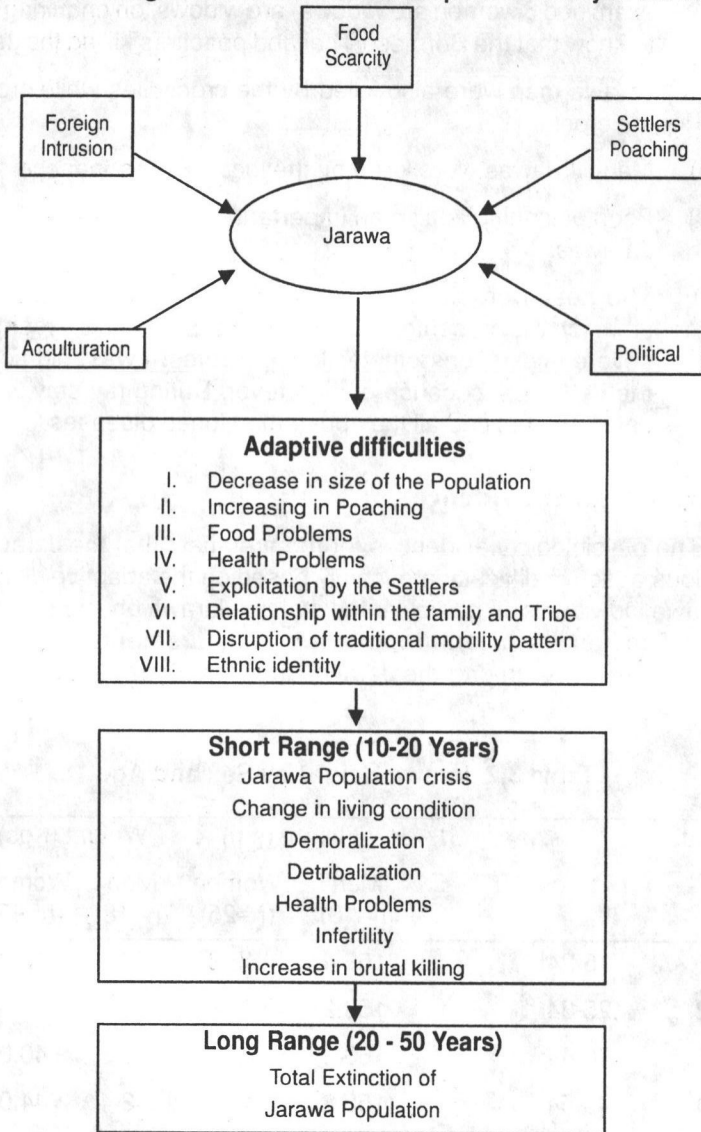 Food
Scarcity
Foreign
Intrusion
Settlers
Poaching
Jarawa
Acculturation
Political
Adaptive difficulties
I. Decrease in size of the Population
II. Increasing in Poaching
III. Food Problems
IV. Health Problems
V. Exploitation by the Settlers
VI. Relationship within the family and Tribe
VII. Disruption of traditional mobility pattern
VIII. Ethnic identity
Short Range (10-20 Years)
Jarawa Population crisis
Change in living condition
Demoralization
Detribalization
Health Problems
Infertility
Increase in brutal killing
Long Range (20 - 50 Years)
Total Extinction of
Jarawa Population